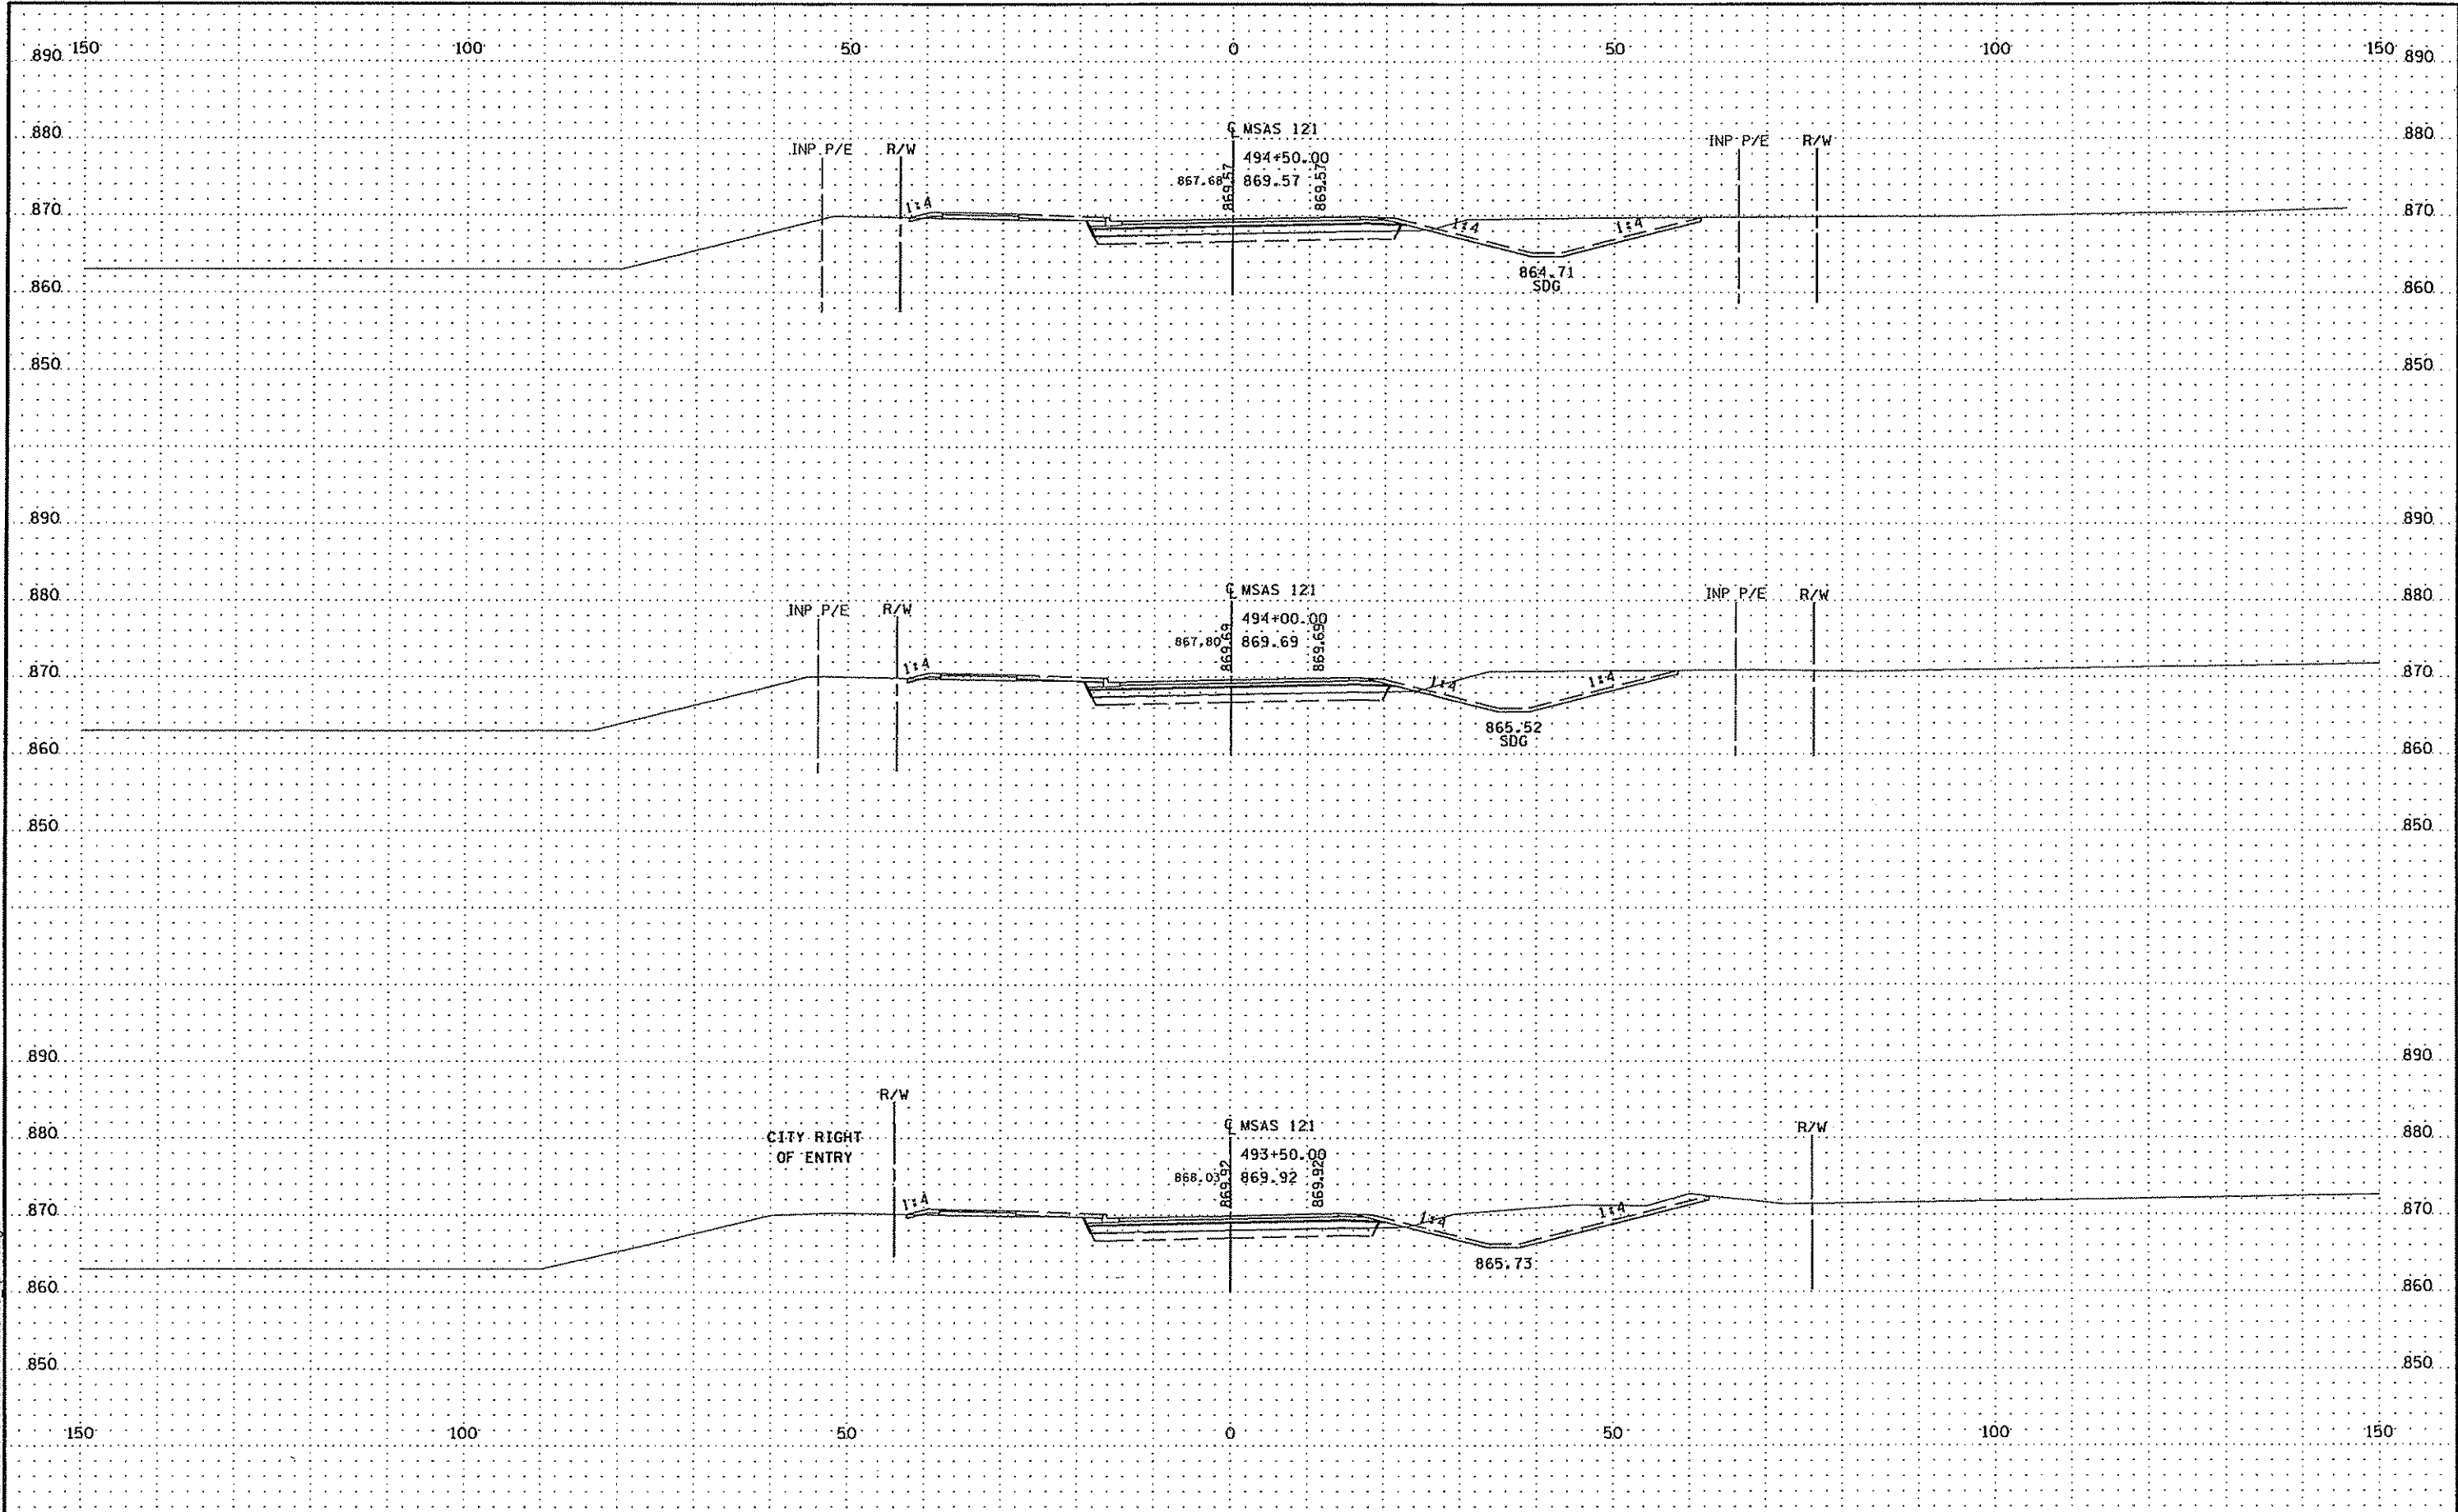 150 100 50 0 50 100 150
890 890
880 880
℄ MSAS 121
INP P/E R/W INP P/E R/W
494+50.00
867.68 869.57 869.57 869.57
870 870
1:4 1:4 1:4
864.71
SDG
860 860
850 850
890 890
880 880
℄ MSAS 121
INP P/E R/W INP P/E R/W
494+00.00
867.80 869.69 869.69 869.69
870 870
1:4 1:4 1:4
865.52
SDG
860 860
850 850
890 890
R/W
880 880
℄ MSAS 121
R/W
CITY RIGHT
OF ENTRY
493+50.00
868.03 869.92 869.92 869.92
870 870
1:4 1:4 1:4
865.73
860 860
850 850
150 100 50 0 50 100 150